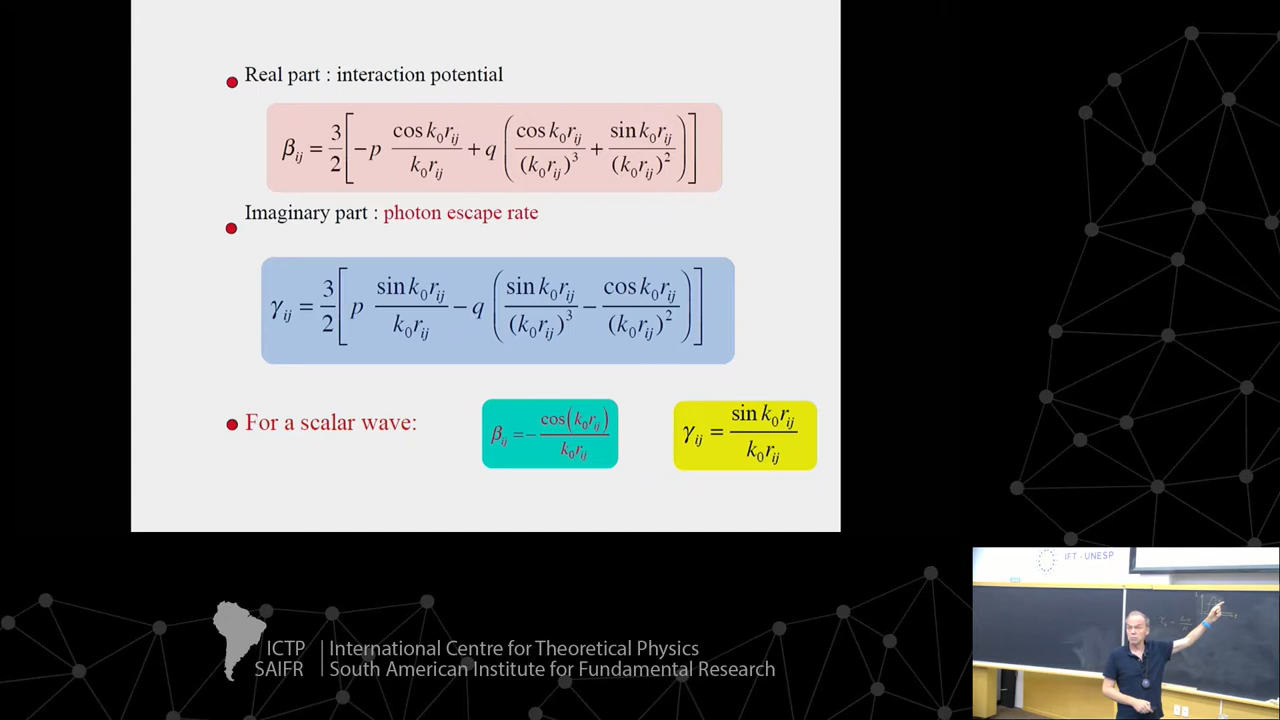 Real part : interaction potential
β_ij = 3/2 [ −p cos k₀r_ij / k₀r_ij + q ( cos k₀r_ij / (k₀r_ij)³ + sin k₀r_ij / (k₀r_ij)² ) ]
Imaginary part : photon escape rate
γ_ij = 3/2 [ p sin k₀r_ij / k₀r_ij − q ( sin k₀r_ij / (k₀r_ij)³ − cos k₀r_ij / (k₀r_ij)² ) ]
For a scalar wave: β_ij = − cos(k₀r_ij) / k₀r_ij γ_ij = sin k₀r_ij / k₀r_ij
IFT - UNESP
ICTP International Centre for Theoretical Physics
SAIFR South American Institute for Fundamental Research